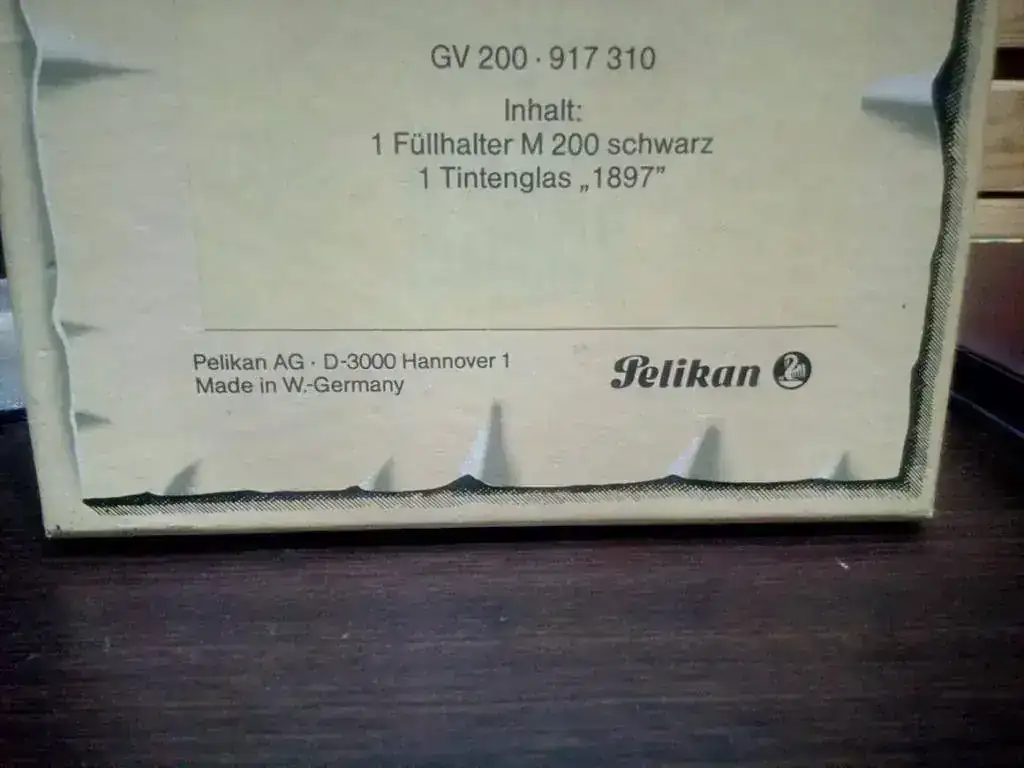 GV 200 · 917 310
Inhalt:
1 Füllhalter M 200 schwarz
1 Tintenglas „1897”
Pelikan AG · D-3000 Hannover 1
Made in W.-Germany
Pelikan